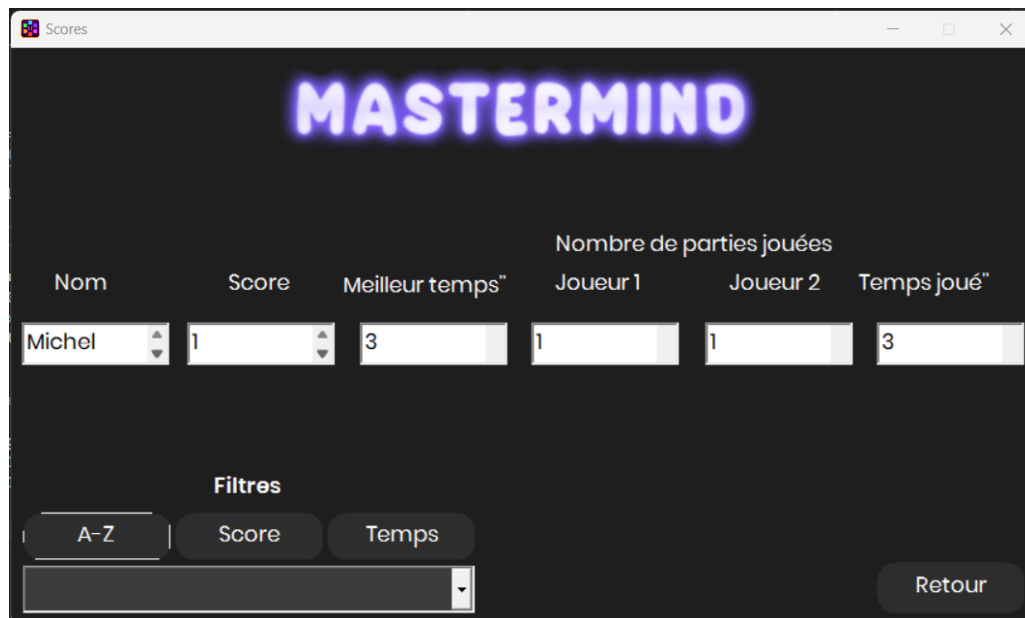 Scores
MASTERMIND
Nombre de parties jouées
Nom Score Meilleur temps" Joueur 1 Joueur 2 Temps joué"
Michel 1 3 1 1 3
Filtres
A-Z Score Temps
Retour